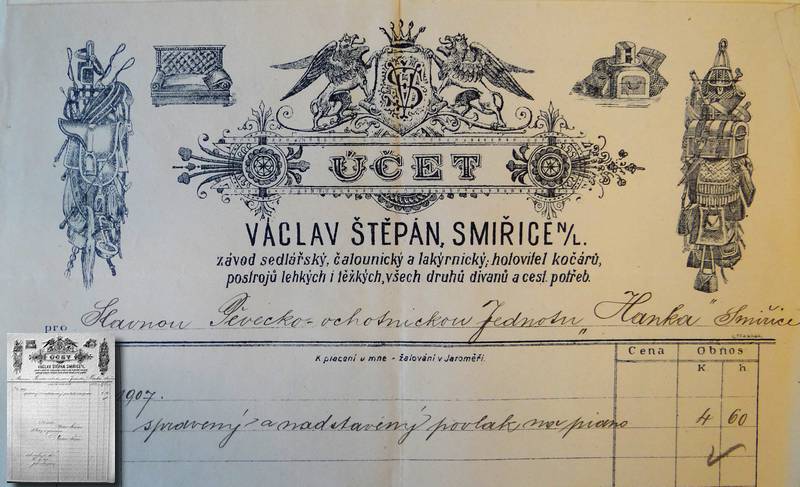 ÚČET
VÁCLAV ŠTĚPÁN, SMIŘICE N/L.
závod sedlářský, čalounický a lakýrnický; hotovitel kočárů,
postrojů lehkých i těžkých, všech druhů divanů a cest. potřeb.
pro Slavnou Pěvecko-ochotnickou Jednotu „Hanka“ Smiřice
K placení u mne - žalování v Jaroměři.
Cena Obnos
K h
1907.
spravený a nadstavený povlak na piano 4 60